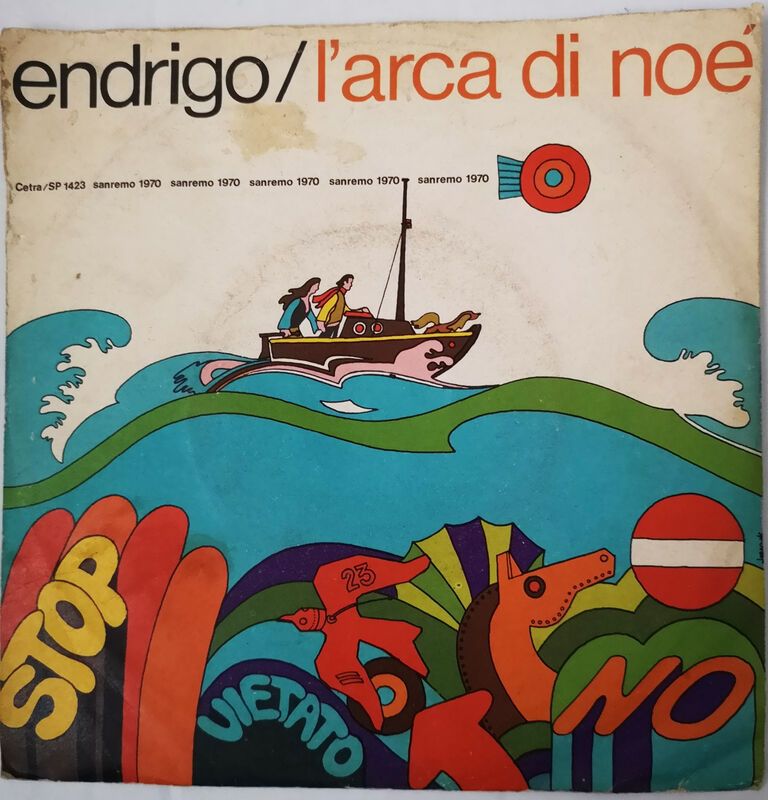 endrigo/l'arca di noé
Cetra/SP 1423 sanremo 1970 sanremo 1970 sanremo 1970 sanremo 1970 sanremo 1970
STOP
23
VIETATO
NO